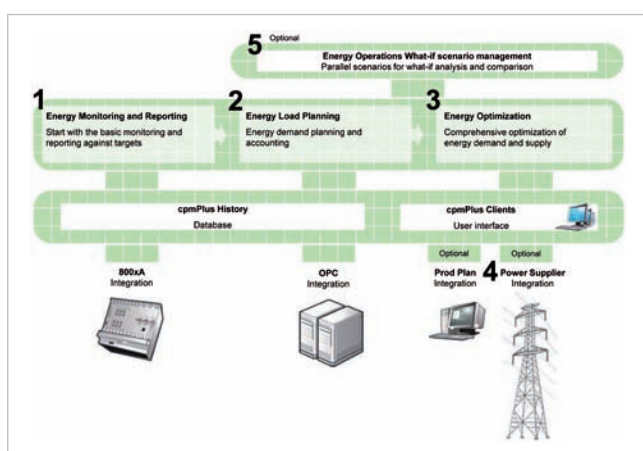 5 Optional
Energy Operations What-if scenario management
Parallel scenarios for what-if analysis and comparison
1
Energy Monitoring and Reporting
Start with the basic monitoring and
reporting against targets
2
Energy Load Planning
Energy demand planning and
accounting
3
Energy Optimization
Comprehensive optimization of
energy demand and supply
cpmPlus History
Database
cpmPlus Clients
User interface
800xA
Integration
OPC
Integration
Optional
Prod Plan
Integration
Optional
4 Power Supplier
Integration